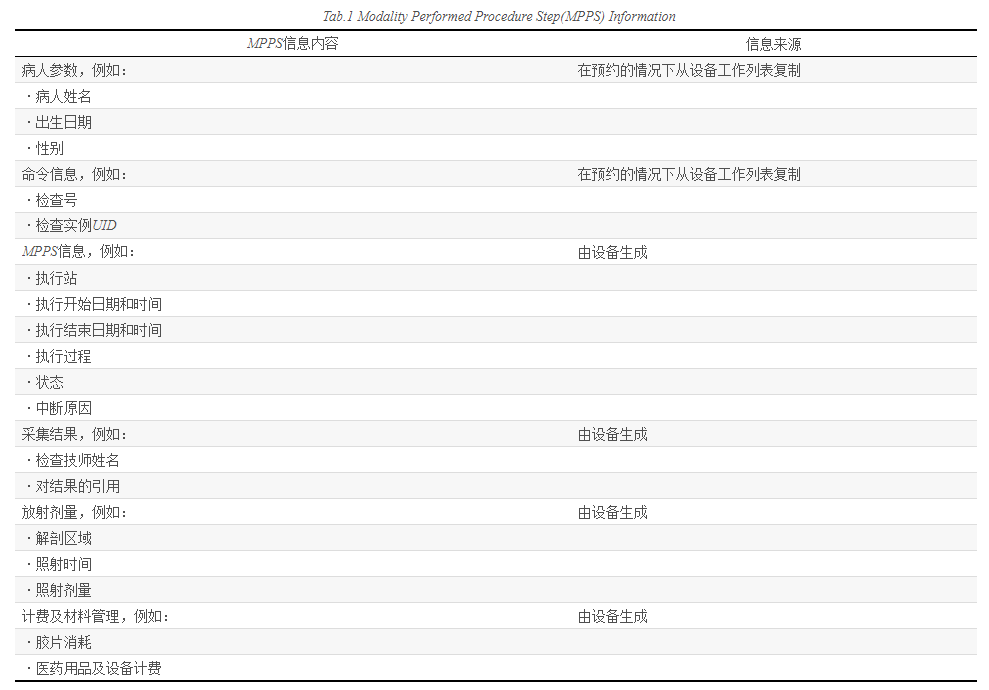 Tab.1 Modality Performed Procedure Step(MPPS) Information
MPPS信息内容 信息来源
病人参数，例如： 在预约的情况下从设备工作列表复制
·病人姓名
·出生日期
·性别
命令信息，例如： 在预约的情况下从设备工作列表复制
·检查号
·检查实例UID
MPPS信息，例如： 由设备生成
·执行站
·执行开始日期和时间
·执行结束日期和时间
·执行过程
·状态
·中断原因
采集结果，例如： 由设备生成
·检查技师姓名
·对结果的引用
放射剂量，例如： 由设备生成
·解剖区域
·照射时间
·照射剂量
计费及材料管理，例如： 由设备生成
·胶片消耗
·医药用品及设备计费